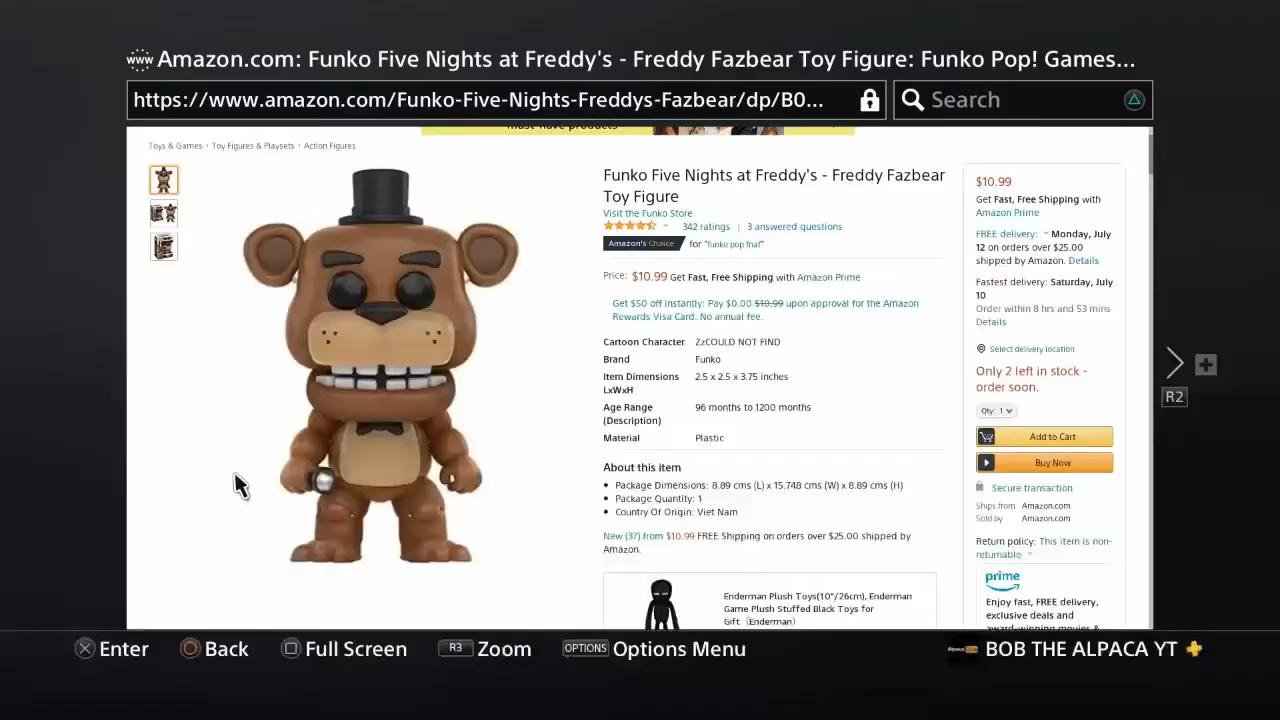 www Amazon.com: Funko Five Nights at Freddy's - Freddy Fazbear Toy Figure: Funko Pop! Games...
https://www.amazon.com/Funko-Five-Nights-Freddys-Fazbear/dp/B0...
Search
must-have products
Toys & Games › Toy Figures & Playsets › Action Figures
Funko Five Nights at Freddy's - Freddy Fazbear
Toy Figure
Visit the Funko Store
342 ratings | 3 answered questions
Amazon's Choice for "funko pop fnaf"
Price: $10.99 Get Fast, Free Shipping with Amazon Prime
Get $50 off instantly: Pay $0.00 $10.99 upon approval for the Amazon
Rewards Visa Card. No annual fee.
Cartoon Character ZzCOULD NOT FIND
Brand Funko
Item Dimensions 2.5 x 2.5 x 3.75 inches
LxWxH
Age Range 96 months to 1200 months
(Description)
Material Plastic
About this item
• Package Dimensions: 8.89 cms (L) x 15.748 cms (W) x 8.89 cms (H)
• Package Quantity: 1
• Country Of Origin: Viet Nam
New (37) from $10.99 FREE Shipping on orders over $25.00 shipped by
Amazon.
Enderman Plush Toys(10"/26cm), Enderman
Game Plush Stuffed Black Toys for
Gift (Enderman)
$10.99
Get Fast, Free Shipping with
Amazon Prime
FREE delivery: Monday, July
12 on orders over $25.00
shipped by Amazon. Details
Fastest delivery: Saturday, July
10
Order within 8 hrs and 53 mins
Details
Select delivery location
Only 2 left in stock -
order soon.
Qty: 1
Add to Cart
Buy Now
Secure transaction
Ships from Amazon.com
Sold by Amazon.com
Return policy: This item is non-
returnable
prime
Enjoy fast, FREE delivery,
exclusive deals and
award-winning movies &
R2
Enter
Back
Full Screen
R3 Zoom
OPTIONS Options Menu
BOB THE ALPACA YT